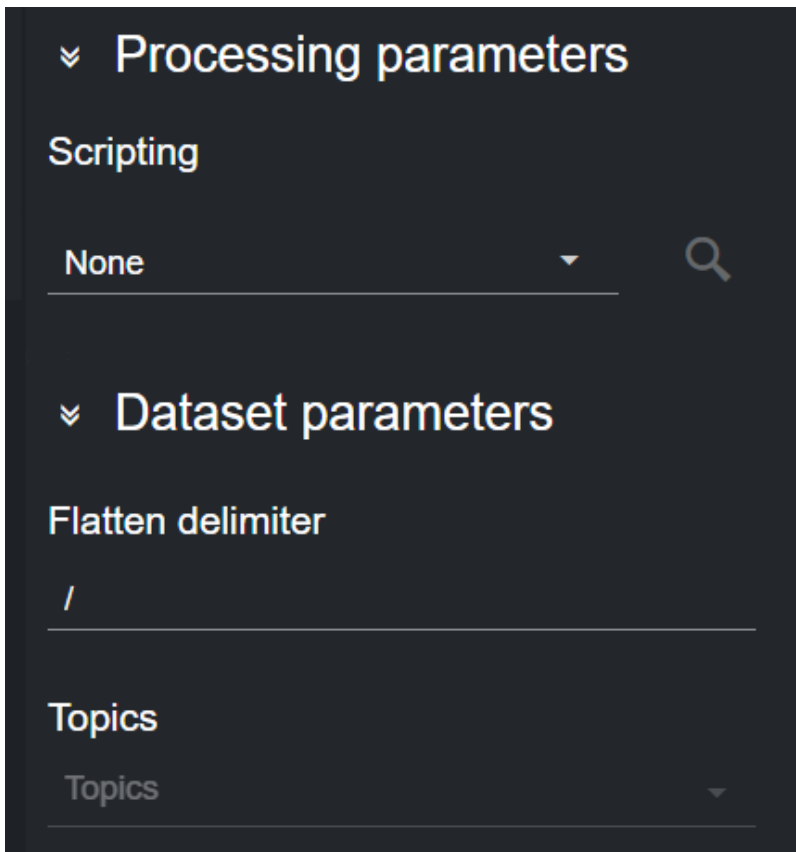 Processing parameters
Scripting
None
Dataset parameters
Flatten delimiter
/
Topics
Topics